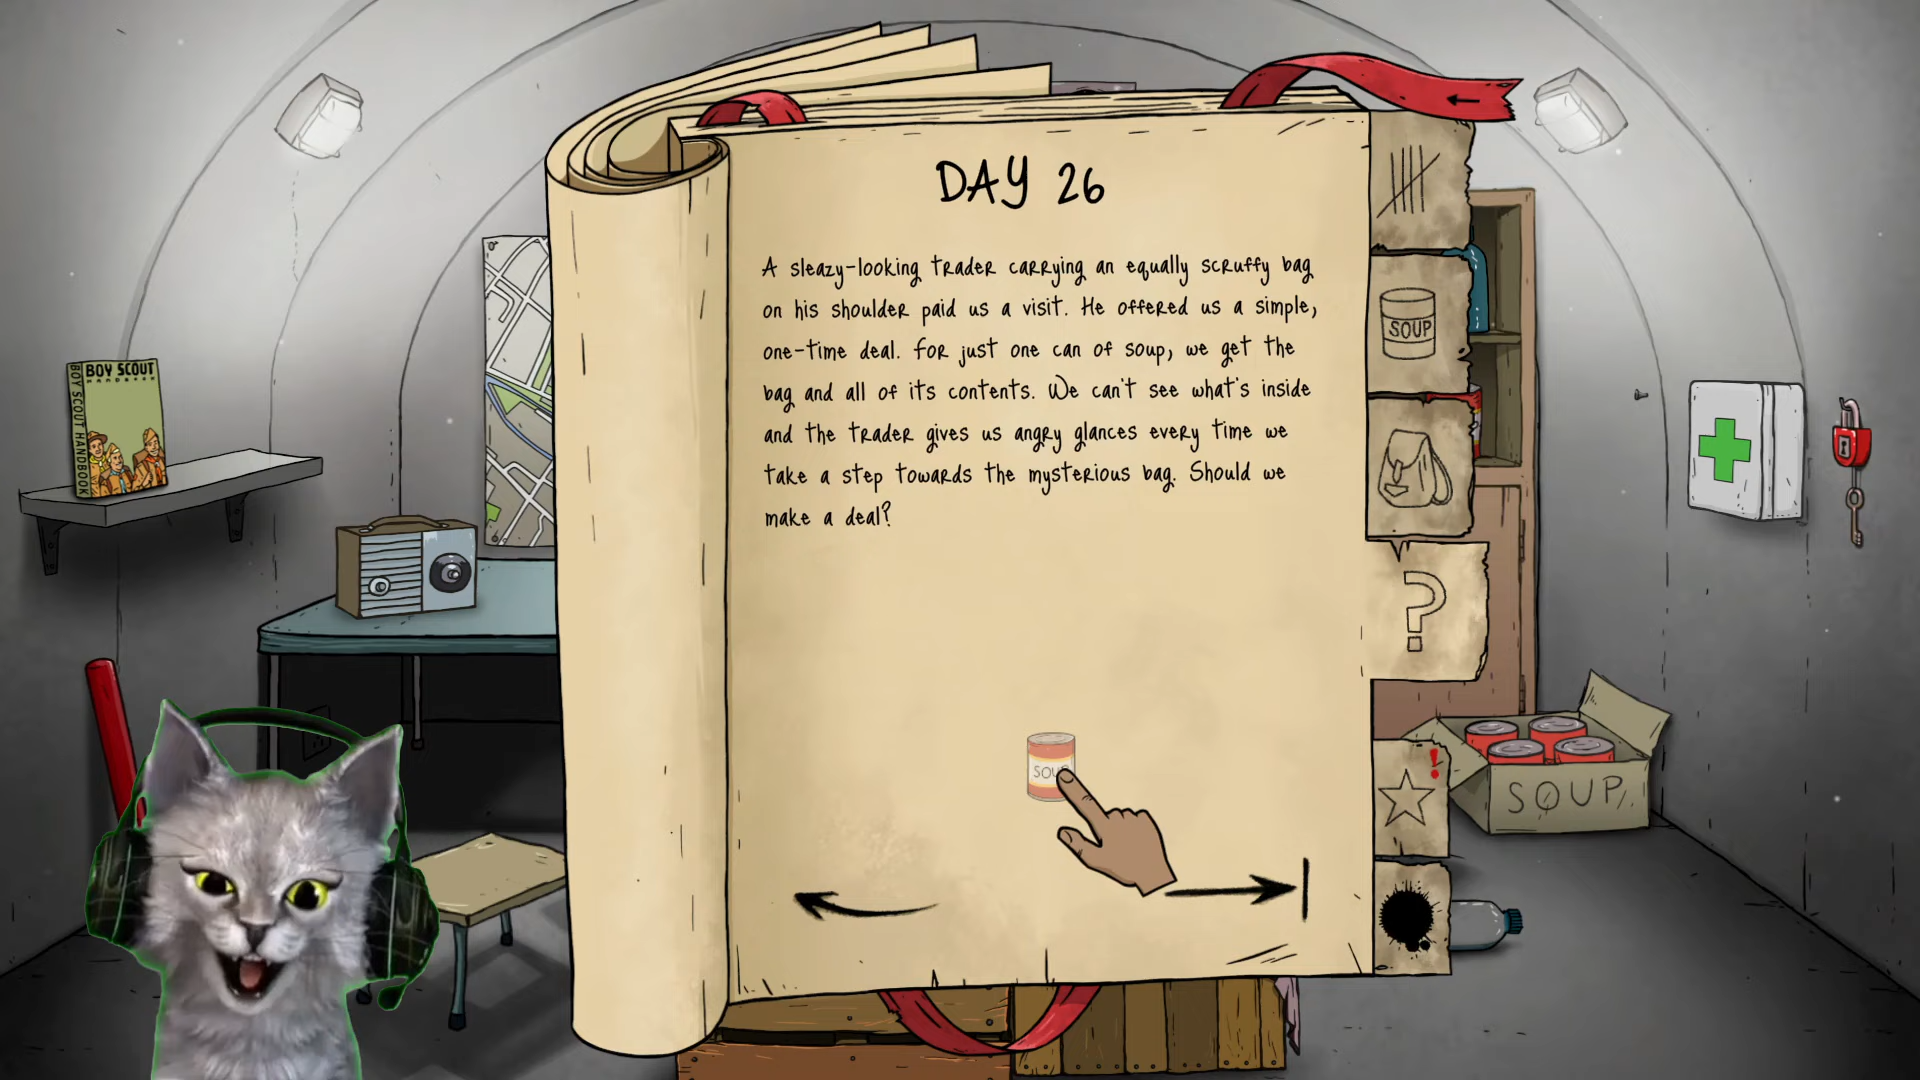 DAY 26
A sleazy-looking trader carrying an equally scruffy bag
on his shoulder paid us a visit. He offered us a simple,
one-time deal. For just one can of soup, we get the
bag and all of its contents. We can't see what's inside
and the trader gives us angry glances every time we
take a step towards the mysterious bag. Should we
make a deal?
BOY SCOUT
HANDBOOK
BOY SCOUT HANDBOOK
SOUP
SOUP
SOUP